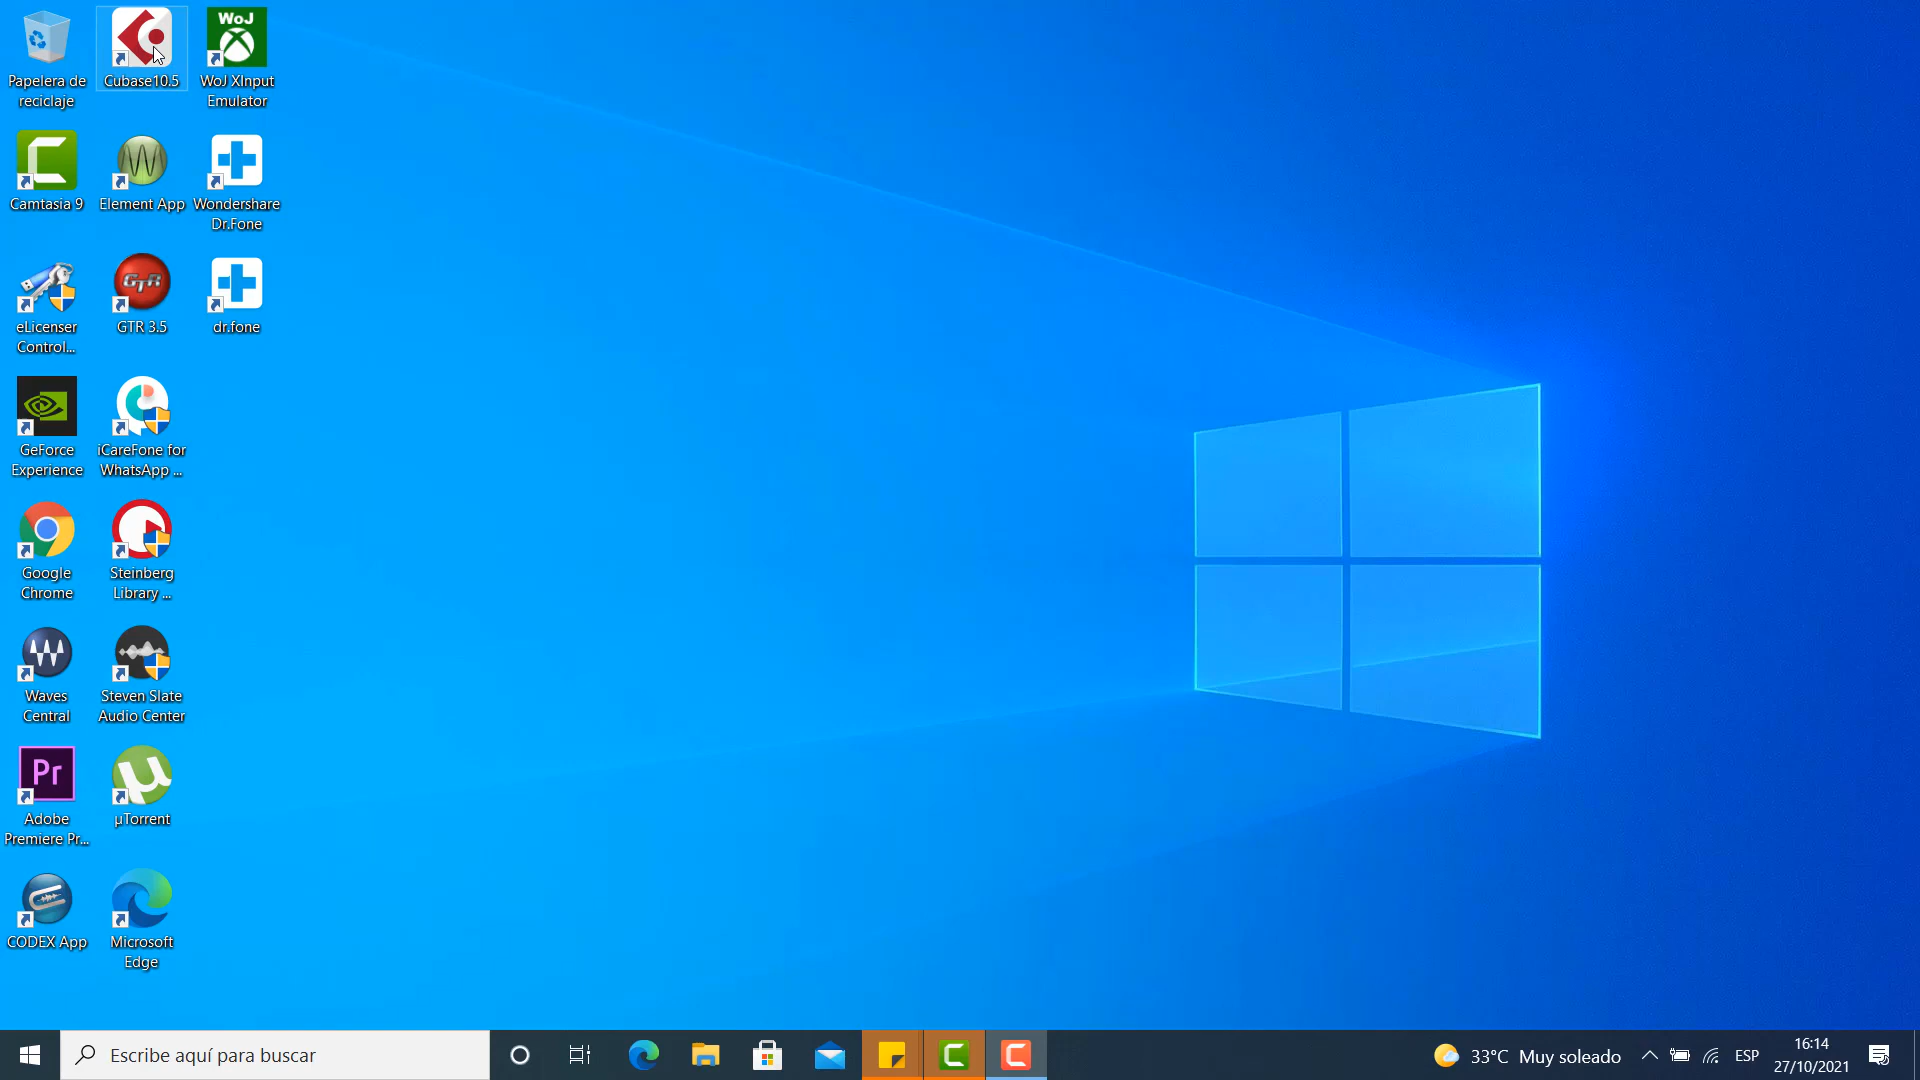 Papelera de
reciclaje
Cubase10.5
WoJ
WoJ XInput
Emulator
Camtasia 9
Element App
Wondershare
Dr.Fone
eLicenser
Control...
GTR
GTR 3.5
dr.fone
GeForce
Experience
iCareFone for
WhatsApp ...
Google
Chrome
Steinberg
Library ...
Waves
Central
Steven Slate
Audio Center
Pr
Adobe
Premiere Pr...
µTorrent
CODEX App
Microsoft
Edge
Escribe aquí para buscar
33°C Muy soleado
ESP
16:14
27/10/2021